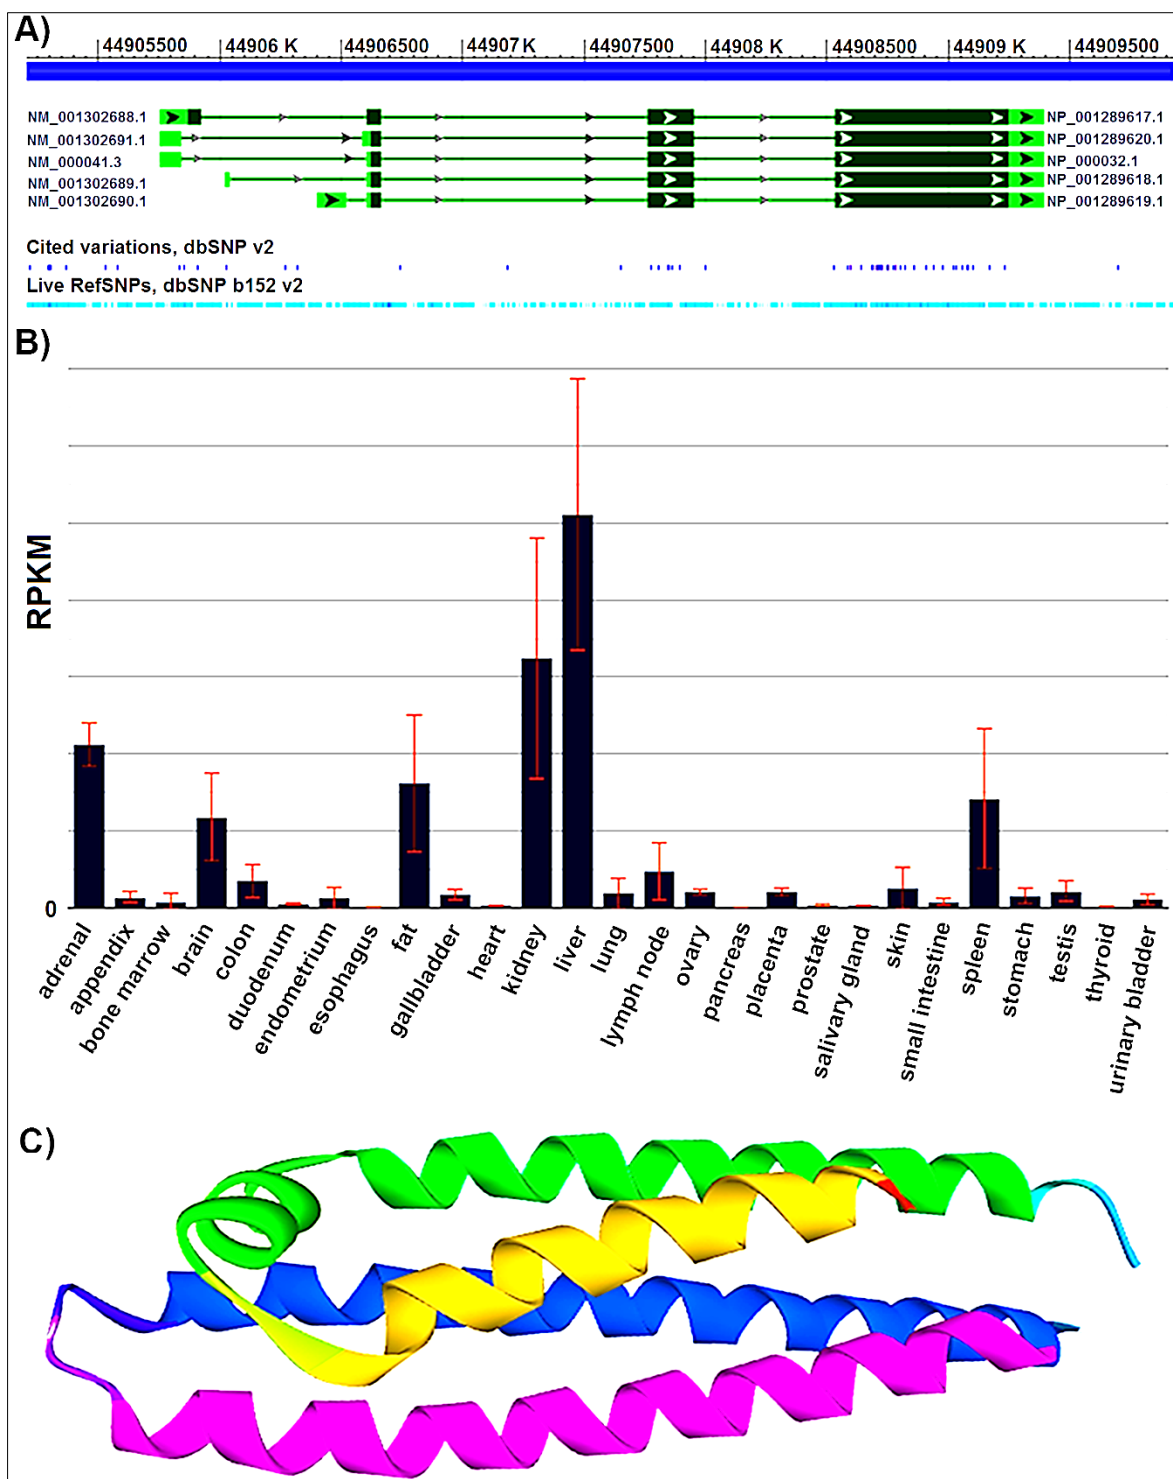 A)
44905500 44906 K 44906500 44907 K 44907500 44908 K 44908500 44909 K 44909500
NM_001302688.1 NP_001289617.1
NM_001302691.1 NP_001289620.1
NM_000041.3 NP_000032.1
NM_001302689.1 NP_001289618.1
NM_001302690.1 NP_001289619.1
Cited variations, dbSNP v2
Live RefSNPs, dbSNP b152 v2
B)
RPKM
0
adrenal
appendix
bone marrow
brain
colon
duodenum
endometrium
esophagus
fat
gallbladder
heart
kidney
liver
lung
lymph node
ovary
pancreas
placenta
prostate
salivary gland
skin
small intestine
spleen
stomach
testis
thyroid
urinary bladder
C)